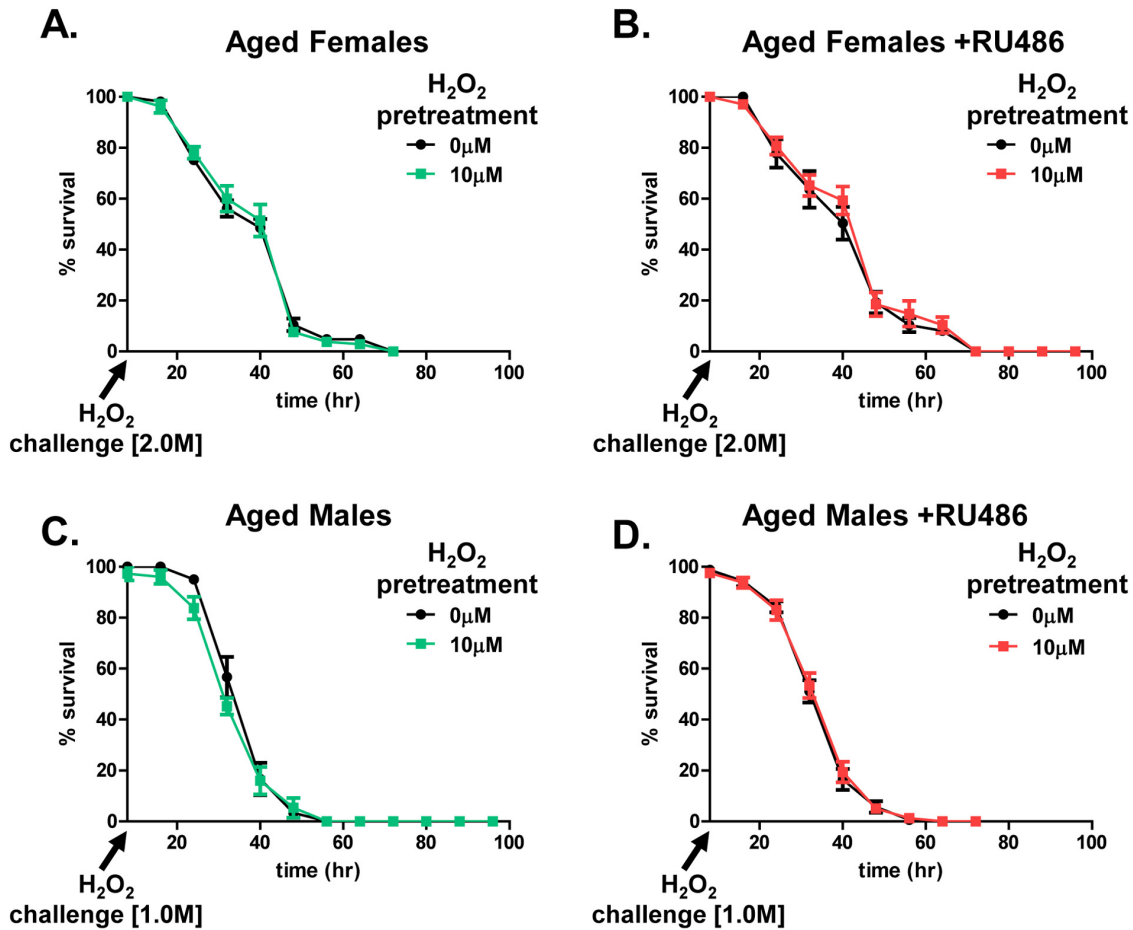 A.
Aged Females
H₂O₂
pretreatment
0µM
10µM
100
80
60
40
20
0
% survival
20 40 60 80 100
time (hr)
H₂O₂
challenge [2.0M]
B.
Aged Females +RU486
H₂O₂
pretreatment
0µM
10µM
100
80
60
40
20
0
% survival
20 40 60 80 100
time (hr)
H₂O₂
challenge [2.0M]
C.
Aged Males
H₂O₂
pretreatment
0µM
10µM
100
80
60
40
20
0
% survival
20 40 60 80 100
time (hr)
H₂O₂
challenge [1.0M]
D.
Aged Males +RU486
H₂O₂
pretreatment
0µM
10µM
100
80
60
40
20
0
% survival
20 40 60 80 100
time (hr)
H₂O₂
challenge [1.0M]